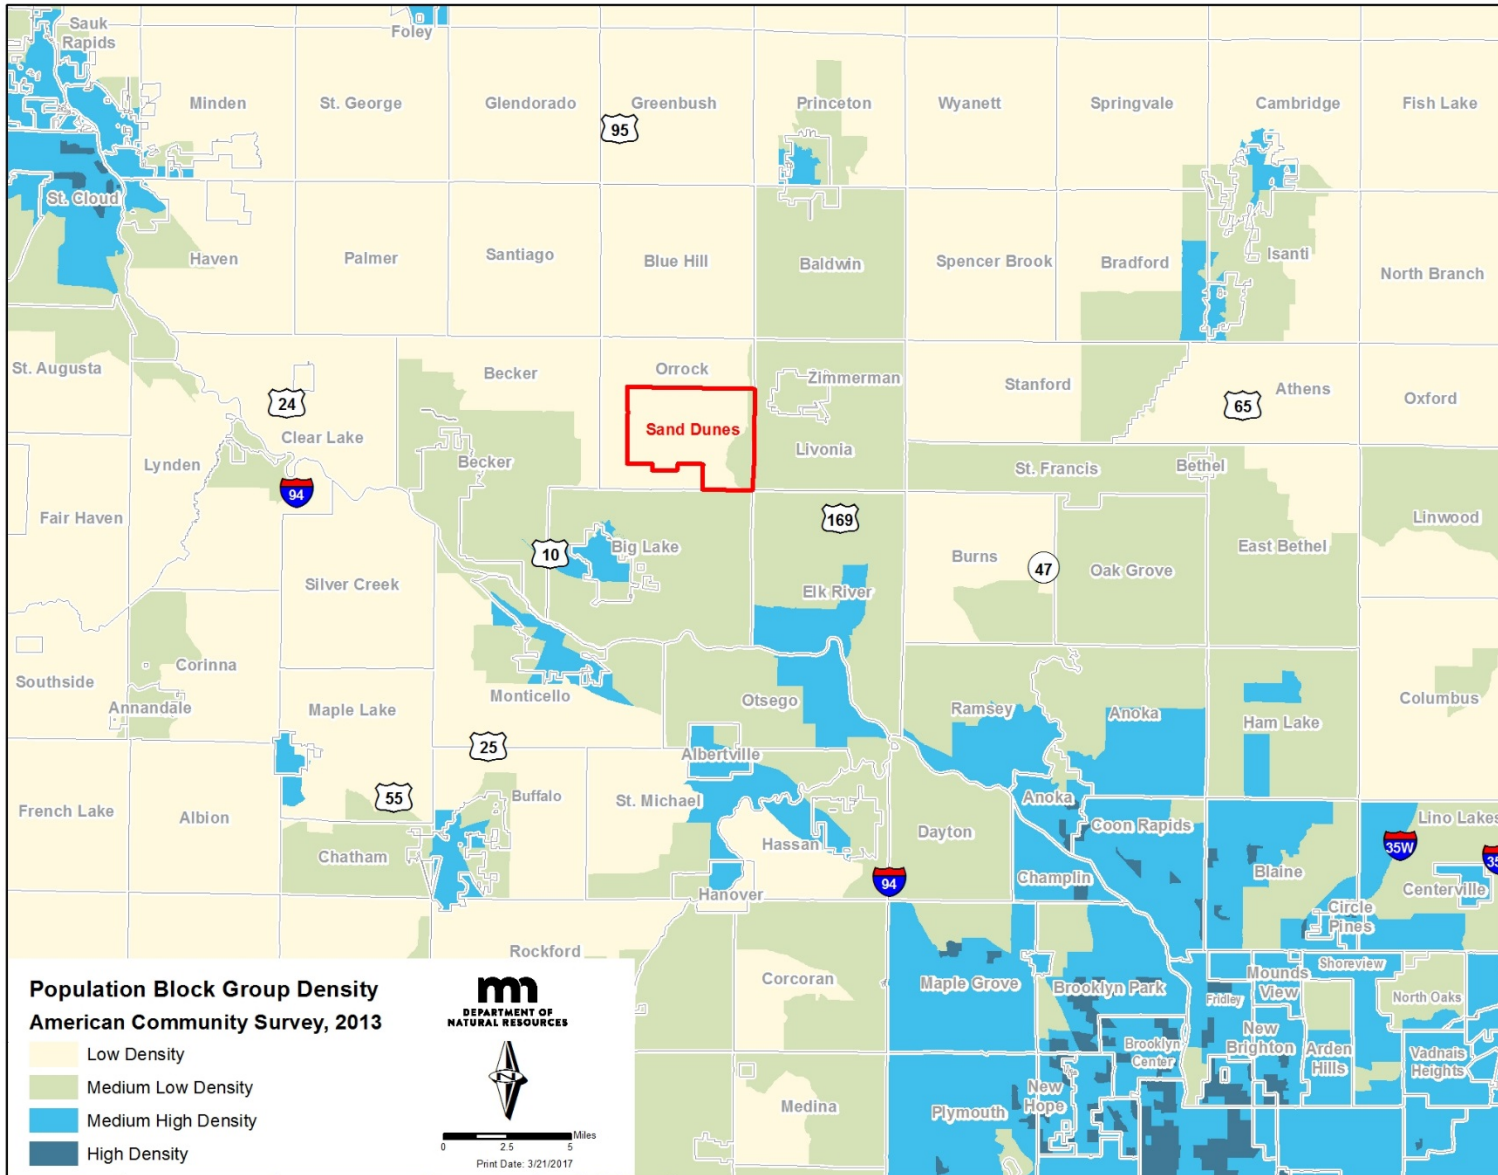 Sauk
Rapids
Foley
Minden
St. George
Glendorado
Greenbush
Princeton
Wyanett
Springvale
Cambridge
Fish Lake
95
St. Cloud
Haven
Palmer
Santiago
Blue Hill
Baldwin
Spencer Brook
Bradford
Isanti
North Branch
St. Augusta
Becker
Orrock
Zimmerman
Stanford
Athens
Oxford
24
65
Clear Lake
Sand Dunes
Lynden
Becker
Livonia
St. Francis
Bethel
94
Fair Haven
169
Linwood
10
Big Lake
Burns
47
Oak Grove
East Bethel
Silver Creek
Elk River
Corinna
Southside
Annandale
Maple Lake
Monticello
Otsego
Ramsey
Anoka
Ham Lake
Columbus
25
Albertville
55
Buffalo
St. Michael
Anoka
French Lake
Albion
Coon Rapids
Lino Lakes
Hassan
Dayton
35W
35
Chatham
94
Champlin
Blaine
Centerville
Hanover
Circle
Pines
Rockford
Corcoran
Maple Grove
Brooklyn Park
Mounds
View
Shoreview
Fridley
North Oaks
Brooklyn
Center
New
Brighton
Arden
Hills
Vadnais
Heights
Medina
Plymouth
New
Hope
Population Block Group Density
American Community Survey, 2013
Low Density
Medium Low Density
Medium High Density
High Density
mn
DEPARTMENT OF
NATURAL RESOURCES
N
Miles
0 2.5 5
Print Date: 3/21/2017